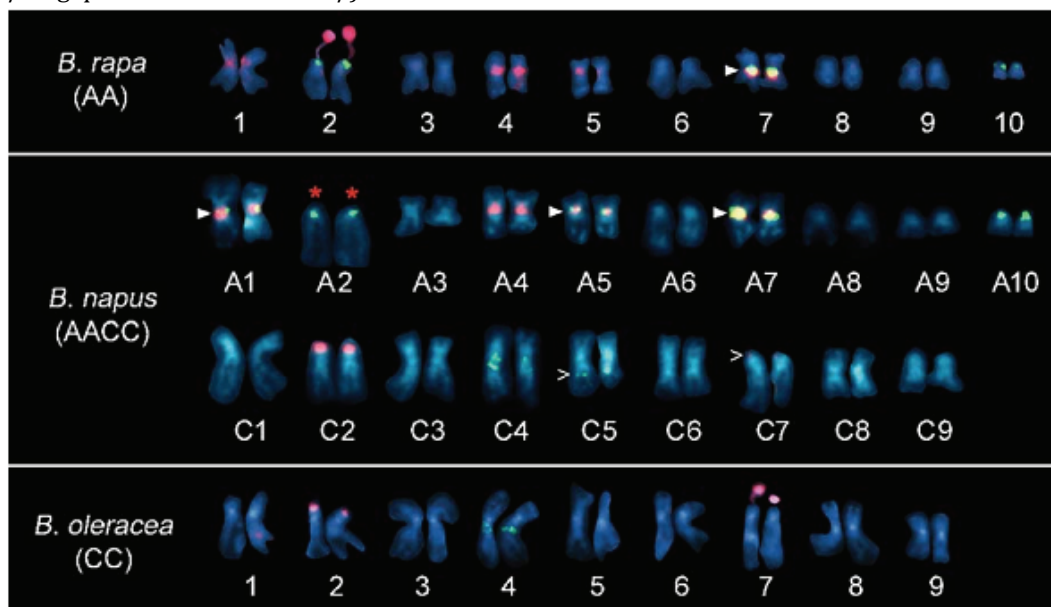 B. rapa
(AA)
1 2 3 4 5 6 7 8 9 10
* *
A1 A2 A3 A4 A5 A6 A7 A8 A9 A10
B. napus
(AACC)
> >
C1 C2 C3 C4 C5 C6 C7 C8 C9
B. oleracea
(CC)
1 2 3 4 5 6 7 8 9